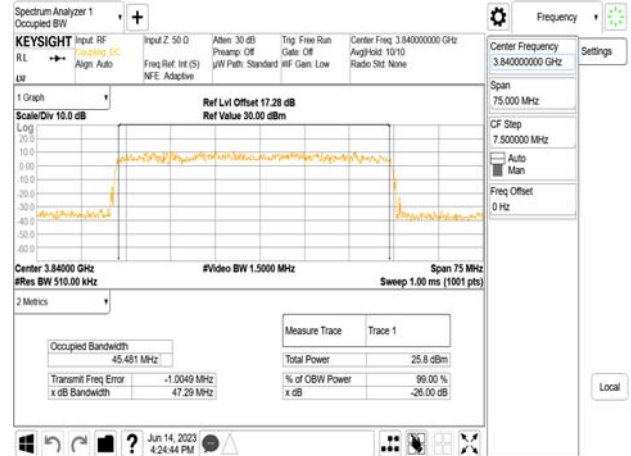 Spectrum Analyzer 1
Occupied BW
Frequency
KEYSIGHT
Input: RF
Coupling: DC
Align: Auto
Input Z: 50 Ω
Freq Ref: Int (S)
NFE: Adaptive
Atten: 30 dB
Preamp: Off
µW Path: Standard
Trig: Free Run
Gate: Off
#IF Gain: Low
Center Freq: 3.840000000 GHz
Avg|Hold: 10/10
Radio Std: None
RL
Center Frequency
3.840000000 GHz
Settings
Span
75.000 MHz
CF Step
7.500000 MHz
Auto
Man
Freq Offset
0 Hz
Local
1 Graph
Scale/Div 10.0 dB
Ref Lvl Offset 17.28 dB
Ref Value 30.00 dBm
Log
20.0
10.0
0.00
-10.0
-20.0
-30.0
-40.0
-50.0
-60.0
Center 3.84000 GHz
#Video BW 1.5000 MHz
Span 75 MHz
#Res BW 510.00 kHz
Sweep 1.00 ms (1001 pts)
2 Metrics
Measure Trace
Trace 1
Occupied Bandwidth
45.481 MHz
Total Power
25.8 dBm
Transmit Freq Error
-1.0049 MHz
% of OBW Power
99.00 %
x dB Bandwidth
47.29 MHz
x dB
-26.00 dB
Jun 14, 2023
4:24:44 PM